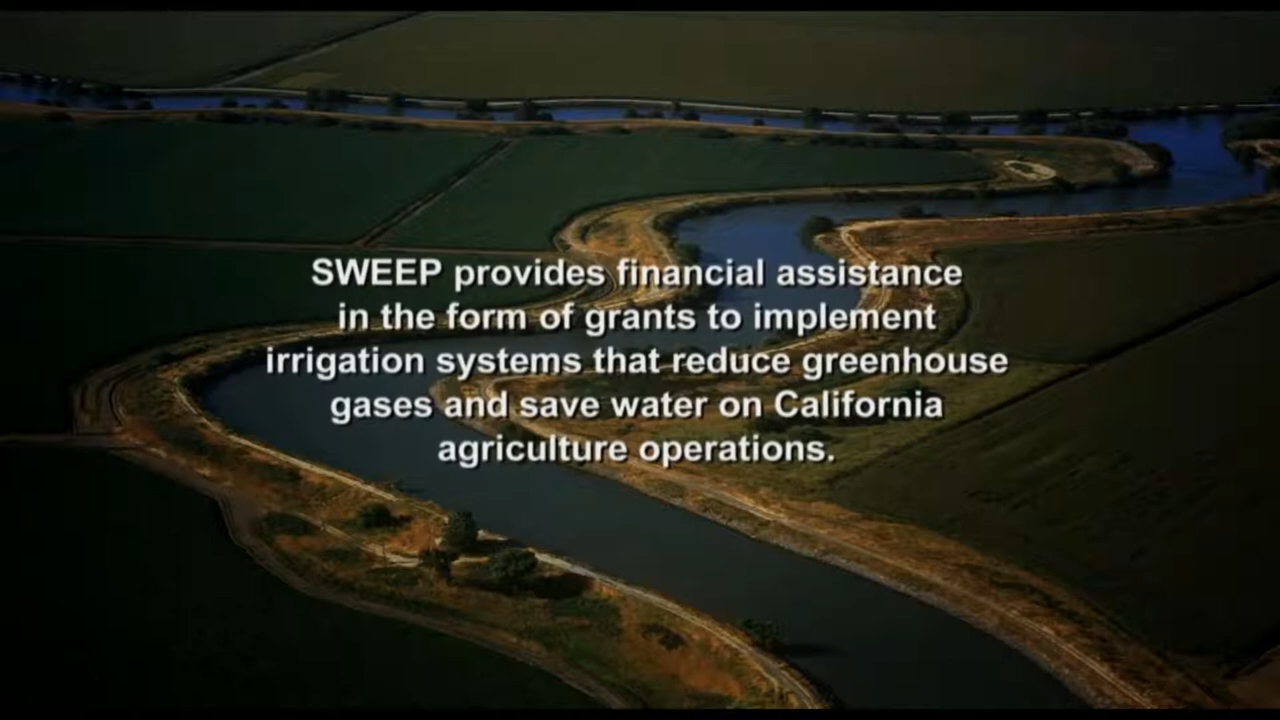 SWEEP provides financial assistance
in the form of grants to implement
irrigation systems that reduce greenhouse
gases and save water on California
agriculture operations.